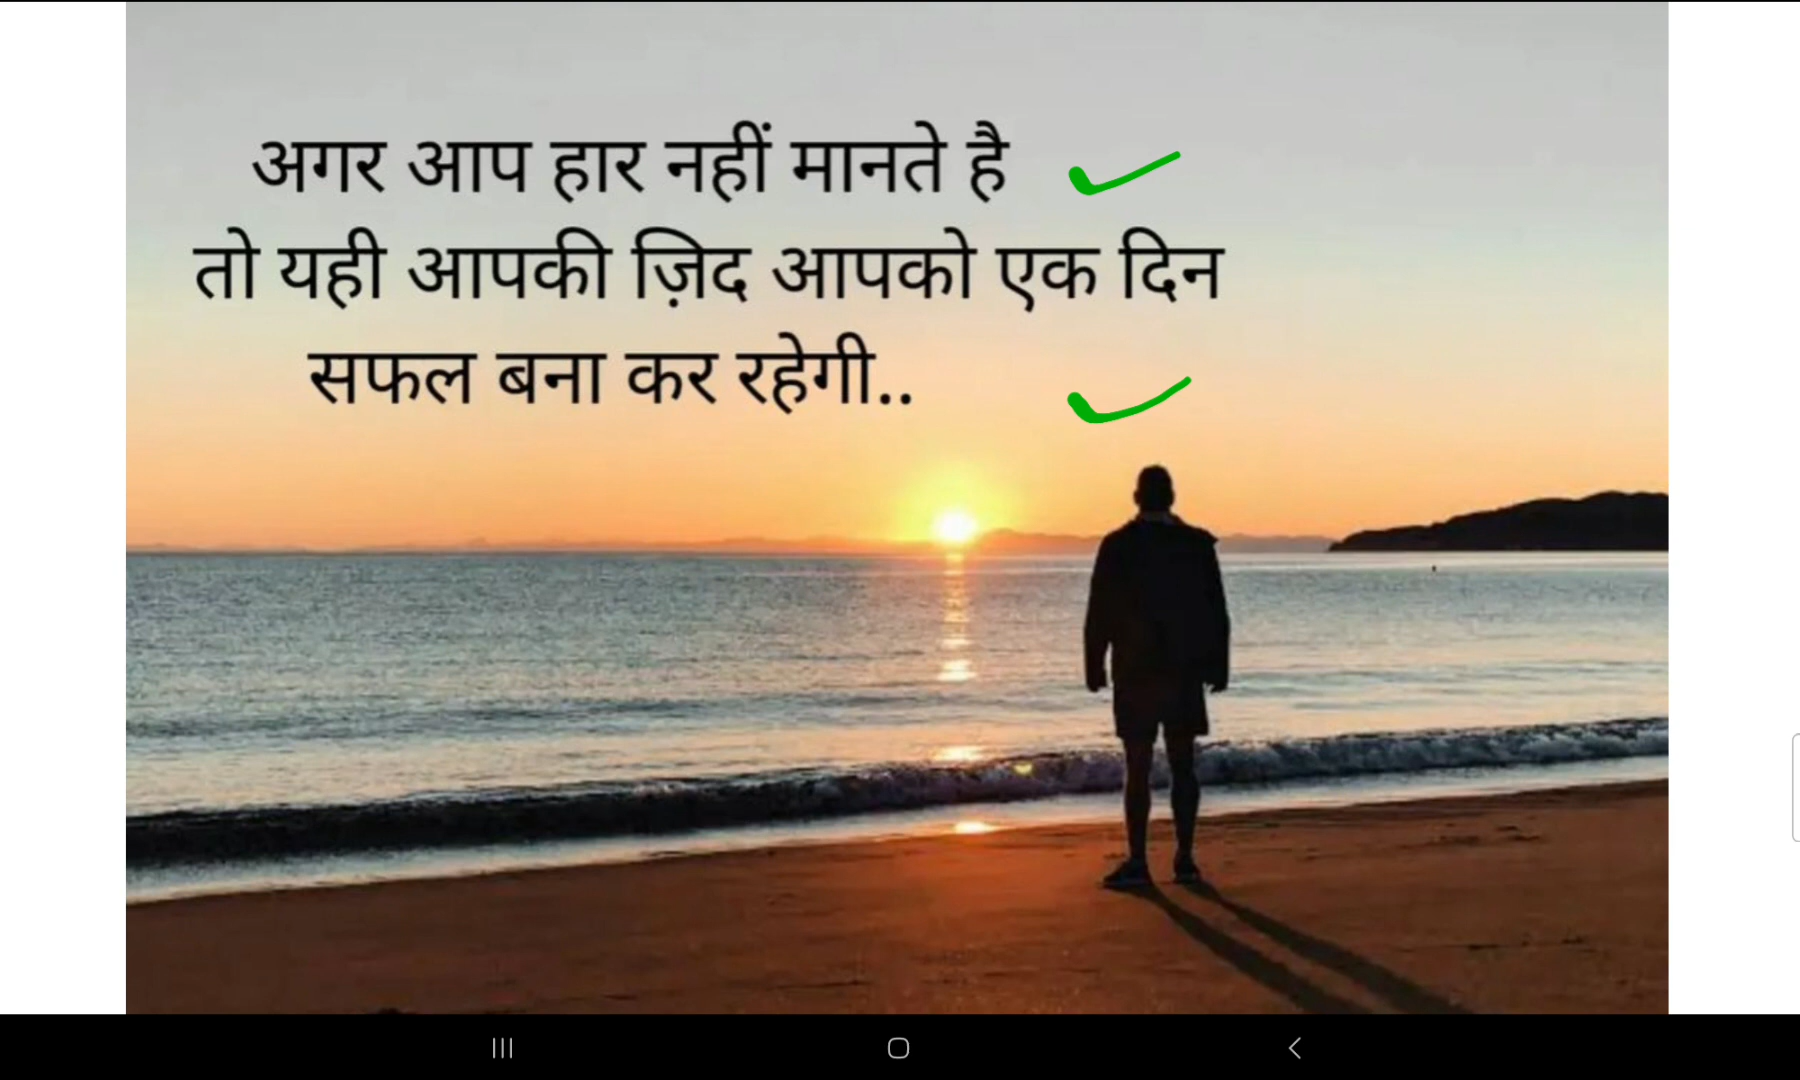 अगर आप हार नहीं मानते है
तो यही आपकी ज़िद आपको एक दिन
सफल बना कर रहेगी..